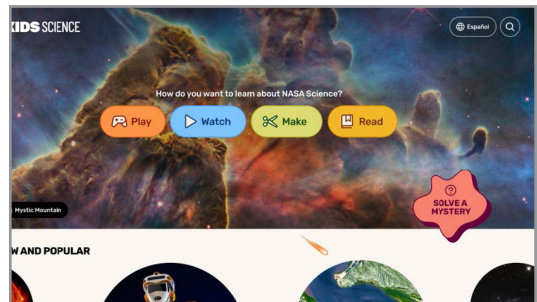 KIDS SCIENCE
Español
How do you want to learn about NASA Science?
Play
Watch
Make
Read
SOLVE A
MYSTERY
Mystic Mountain
W AND POPULAR